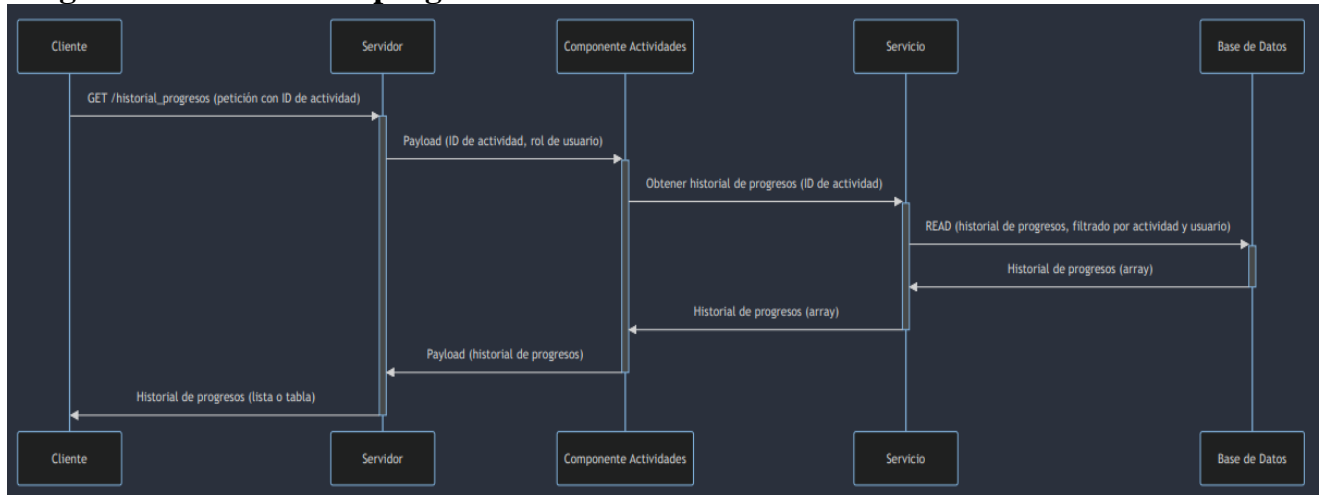 Cliente
Servidor
Componente Actividades
Servicio
Base de Datos
GET /historial_progresos (petición con ID de actividad)
Payload (ID de actividad, rol de usuario)
Obtener historial de progresos (ID de actividad)
READ (historial de progresos, filtrado por actividad y usuario)
Historial de progresos (array)
Historial de progresos (array)
Payload (historial de progresos)
Historial de progresos (lista o tabla)
Cliente
Servidor
Componente Actividades
Servicio
Base de Datos